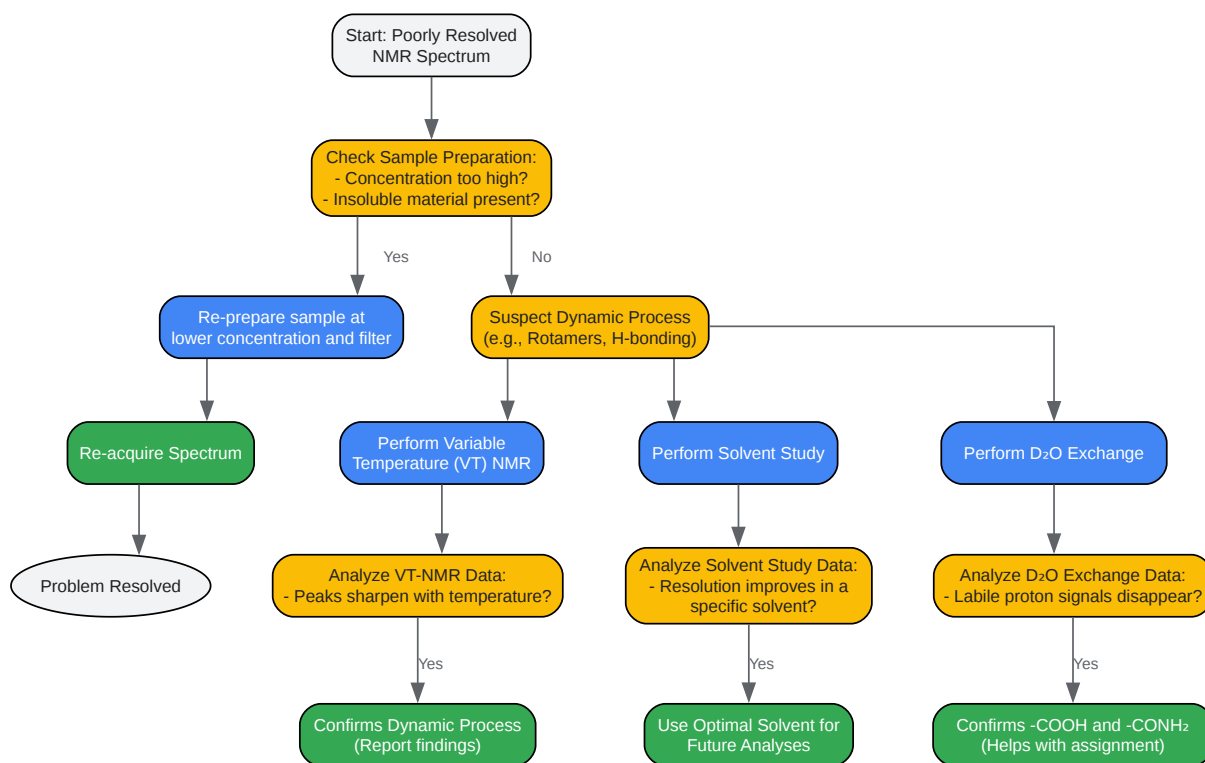 Start: Poorly Resolved
NMR Spectrum
Check Sample Preparation:
- Concentration too high?
- Insoluble material present?
Yes
No
Re-prepare sample at
lower concentration and filter
Suspect Dynamic Process
(e.g., Rotamers, H-bonding)
Re-acquire Spectrum
Perform Variable
Temperature (VT) NMR
Perform Solvent Study
Perform D₂O Exchange
Problem Resolved
Analyze VT-NMR Data:
- Peaks sharpen with temperature?
Analyze Solvent Study Data:
- Resolution improves in a
specific solvent?
Analyze D₂O Exchange Data:
- Labile proton signals disappear?
Yes
Yes
Yes
Confirms Dynamic Process
(Report findings)
Use Optimal Solvent for
Future Analyses
Confirms -COOH and -CONH₂
(Helps with assignment)